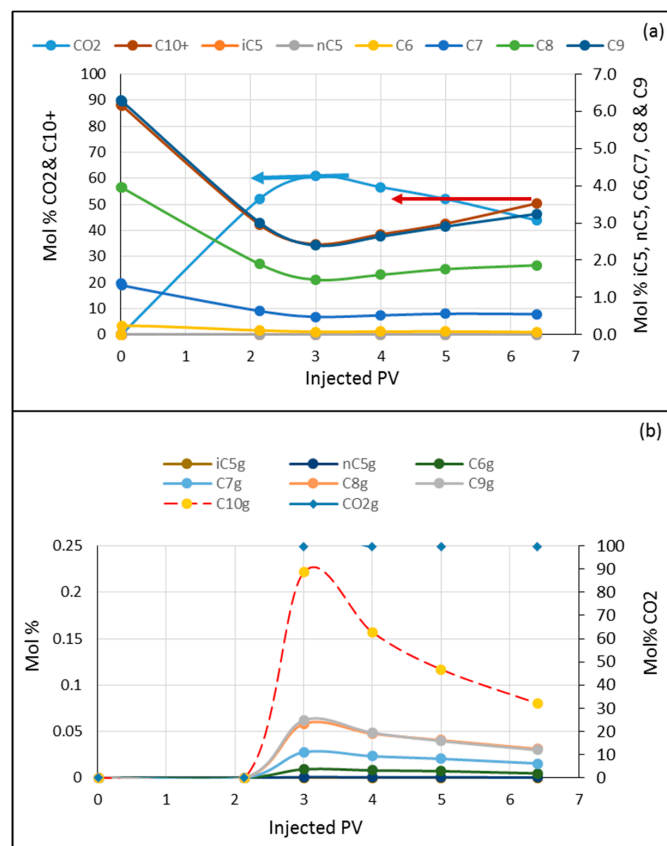 (a)
CO2 C10+ iC5 nC5 C6 C7 C8 C9
100
90
80
70
60
50
40
30
20
10
0
Mol % CO2& C10+
7.0
6.0
5.0
4.0
3.0
2.0
1.0
0.0
Mol % iC5, nC5, C6,C7, C8 & C9
0 1 2 3 4 5 6 7
Injected PV
(b)
iC5g nC5g C6g
C7g C8g C9g
C10g CO2g
0.25
0.2
0.15
0.1
0.05
0
Mol %
100
90
80
70
60
50
40
30
20
10
0
Mol% CO2
0 1 2 3 4 5 6 7
Injected PV